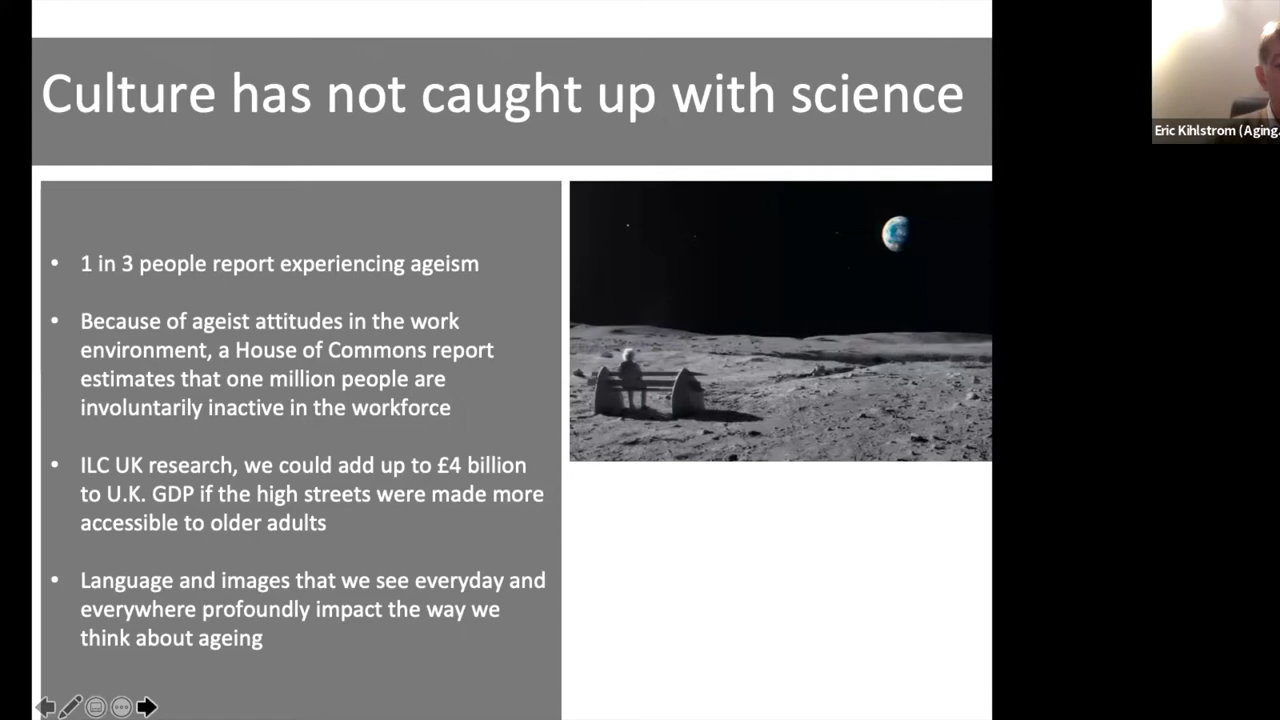 Culture has not caught up with science
Eric Kihlstrom (Aging.
• 1 in 3 people report experiencing ageism
• Because of ageist attitudes in the work
environment, a House of Commons report
estimates that one million people are
involuntarily inactive in the workforce
• ILC UK research, we could add up to £4 billion
to U.K. GDP if the high streets were made more
accessible to older adults
• Language and images that we see everyday and
everywhere profoundly impact the way we
think about ageing